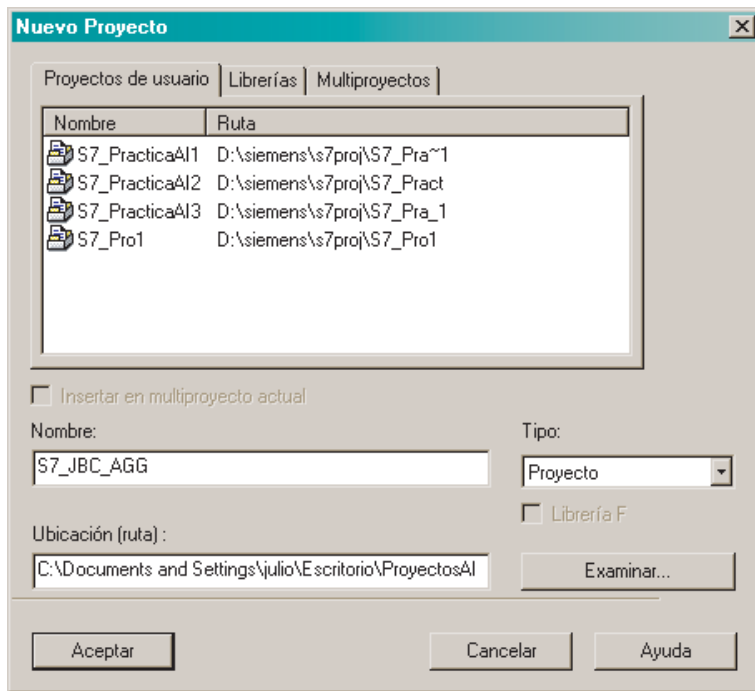 Nuevo Proyecto
Proyectos de usuario Librerías Multiproyectos
Nombre Ruta
S7_PracticaAI1 D:\siemens\s7proj\S7_Pra~1
S7_PracticaAI2 D:\siemens\s7proj\S7_Pract
S7_PracticaAI3 D:\siemens\s7proj\S7_Pra_1
S7_Pro1 D:\siemens\s7proj\S7_Pro1
Insertar en multiproyecto actual
Nombre: Tipo:
S7_JBC_AGG Proyecto
Librería F
Ubicación (ruta) :
C:\Documents and Settings\julio\Escritorio\ProyectosAI Examinar...
Aceptar Cancelar Ayuda